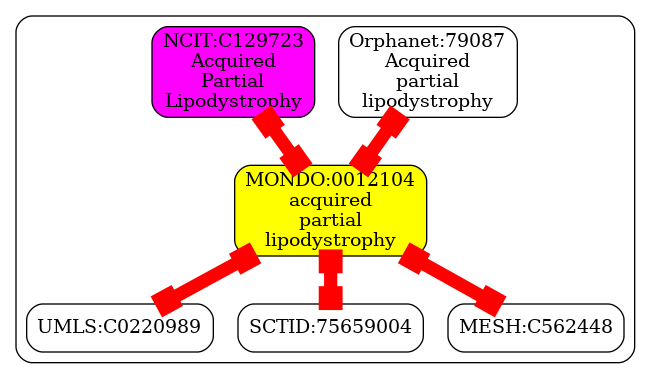 NCIT:C129723
Acquired
Partial
Lipodystrophy
Orphanet:79087
Acquired
partial
lipodystrophy
MONDO:0012104
acquired
partial
lipodystrophy
UMLS:C0220989
SCTID:75659004
MESH:C562448